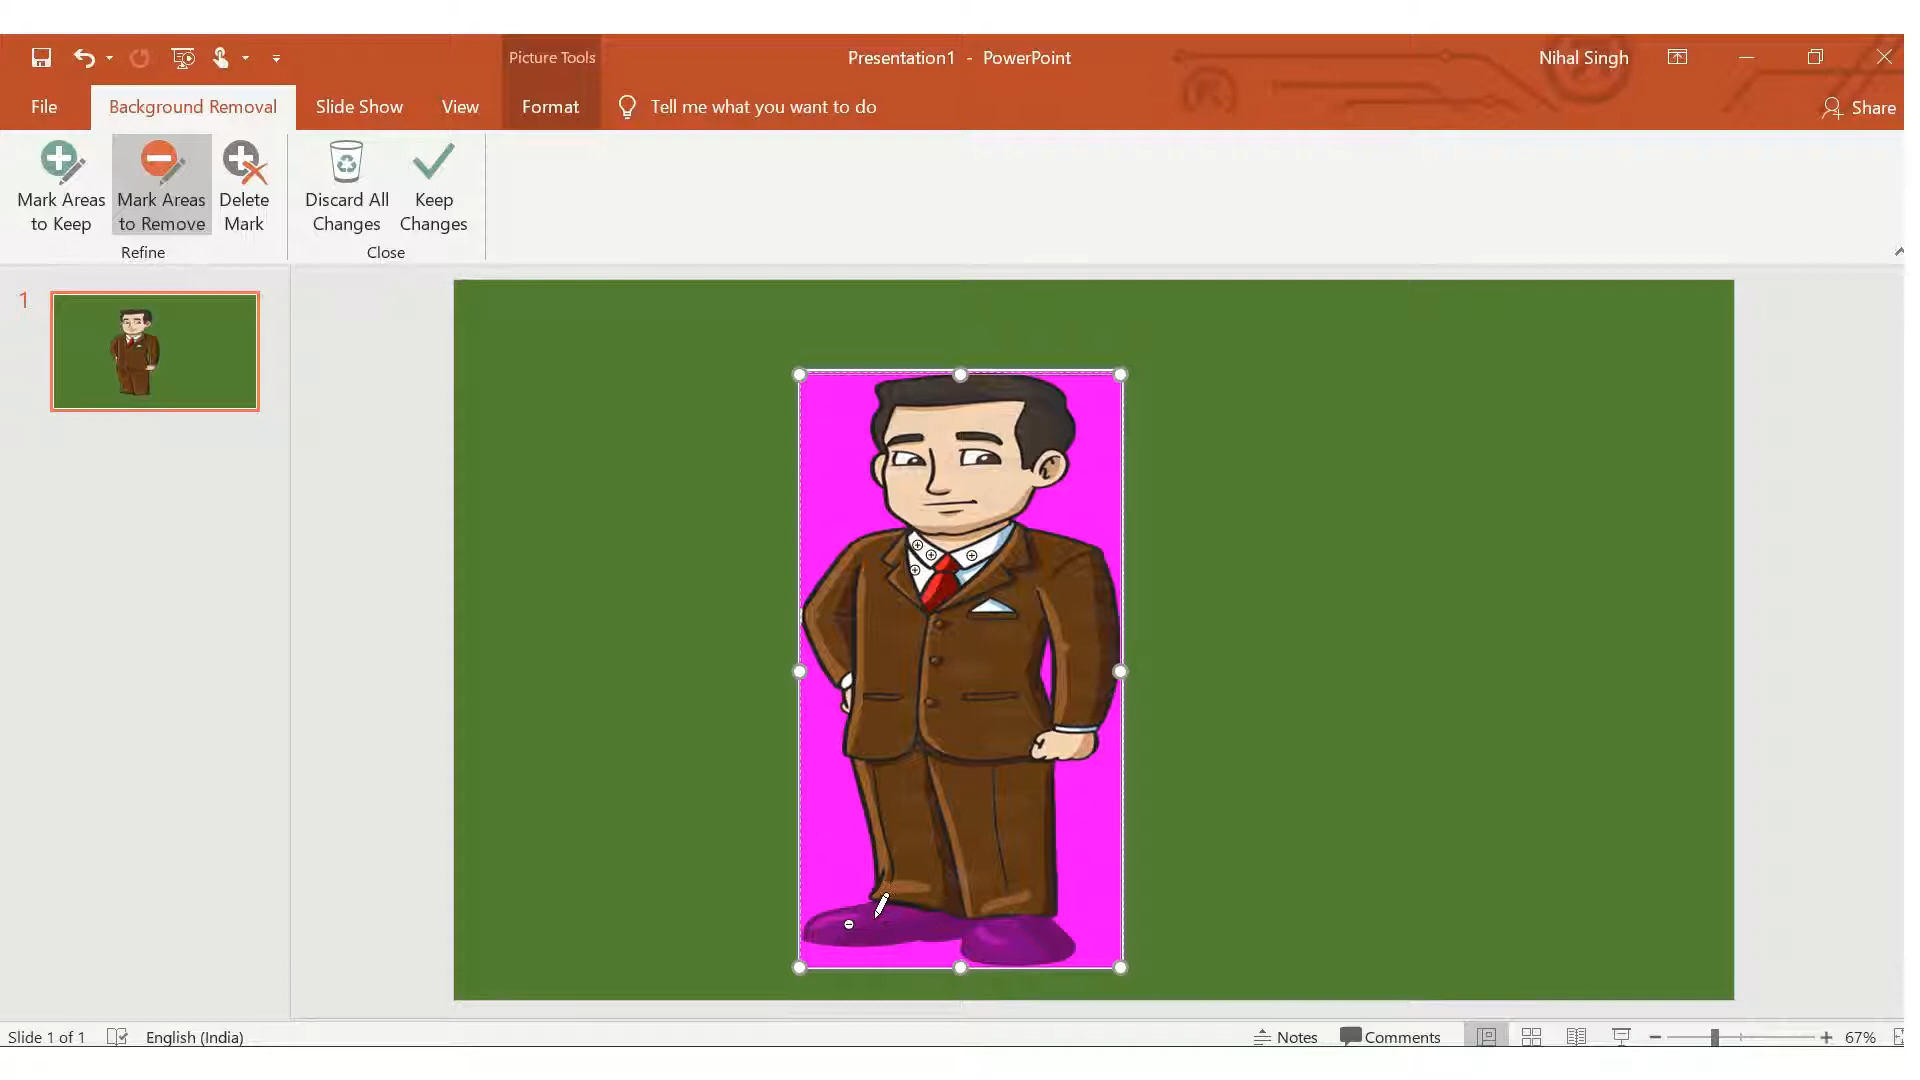 Picture Tools
Presentation1 - PowerPoint
Nihal Singh
File
Background Removal
Slide Show
View
Format
Tell me what you want to do
Share
Mark Areas
to Keep
Mark Areas
to Remove
Delete
Mark
Discard All
Changes
Keep
Changes
Refine
Close
1
Slide 1 of 1
English (India)
Notes
Comments
67%